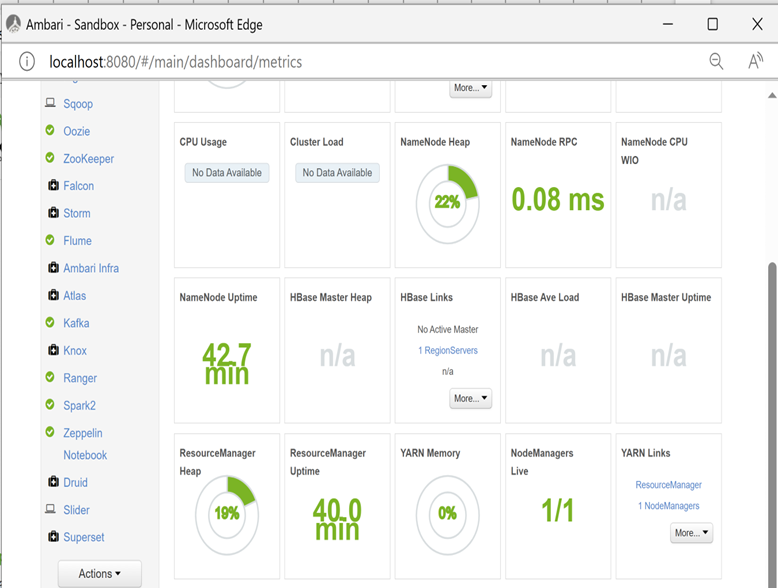 Ambari - Sandbox - Personal - Microsoft Edge
localhost:8080/#/main/dashboard/metrics
A
Sqoop
Oozie
ZooKeeper
Falcon
Storm
Flume
Ambari Infra
Atlas
Kafka
Knox
Ranger
Spark2
Zeppelin
Notebook
Druid
Slider
Superset
Actions
More...
CPU Usage
No Data Available
Cluster Load
No Data Available
NameNode Heap
22%
NameNode RPC
0.08 ms
NameNode CPU
WIO
n/a
NameNode Uptime
42.7
min
HBase Master Heap
n/a
HBase Links
No Active Master
1 RegionServers
n/a
More...
HBase Ave Load
n/a
HBase Master Uptime
n/a
ResourceManager
Heap
19%
ResourceManager
Uptime
40.0
min
YARN Memory
0%
NodeManagers
Live
1/1
YARN Links
ResourceManager
1 NodeManagers
More...